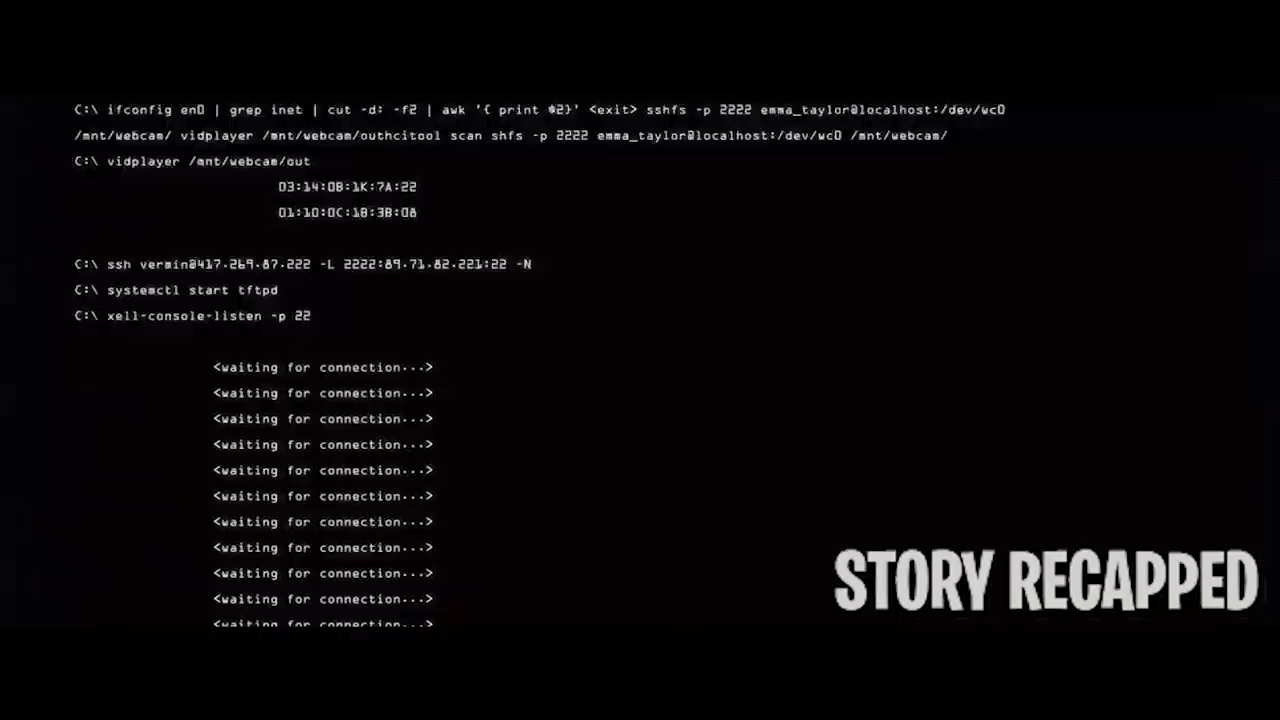 C:\ ifconfig en0 | grep inet | cut -d: -f2 | awk '{ print $2}' <exit> sshfs -p 2222 emma_taylor@localhost:/dev/wc0
/mnt/webcam/ vidplayer /mnt/webcam/outhcitool scan shfs -p 2222 emma_taylor@localhost:/dev/wc0 /mnt/webcam/
C:\ vidplayer /mnt/webcam/out
03:14:0B:1K:7A:22
01:10:0C:1B:3B:08
C:\ ssh vermin@417.269.87.222 -L 2222:89.71.82.221:22 -N
C:\ systemctl start tftpd
C:\ xell-console-listen -p 22
<waiting for connection...>
<waiting for connection...>
<waiting for connection...>
<waiting for connection...>
<waiting for connection...>
<waiting for connection...>
<waiting for connection...>
<waiting for connection...>
<waiting for connection...>
<waiting for connection...>
<waiting for connection...>
STORY RECAPPED